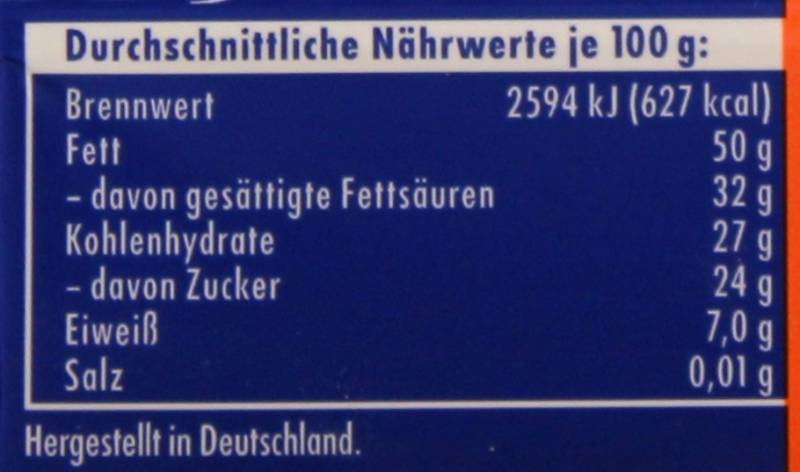 Durchschnittliche Nährwerte je 100 g:
Brennwert 2594 kJ (627 kcal)
Fett 50 g
– davon gesättigte Fettsäuren 32 g
Kohlenhydrate 27 g
– davon Zucker 24 g
Eiweiß 7,0 g
Salz 0,01 g
Hergestellt in Deutschland.